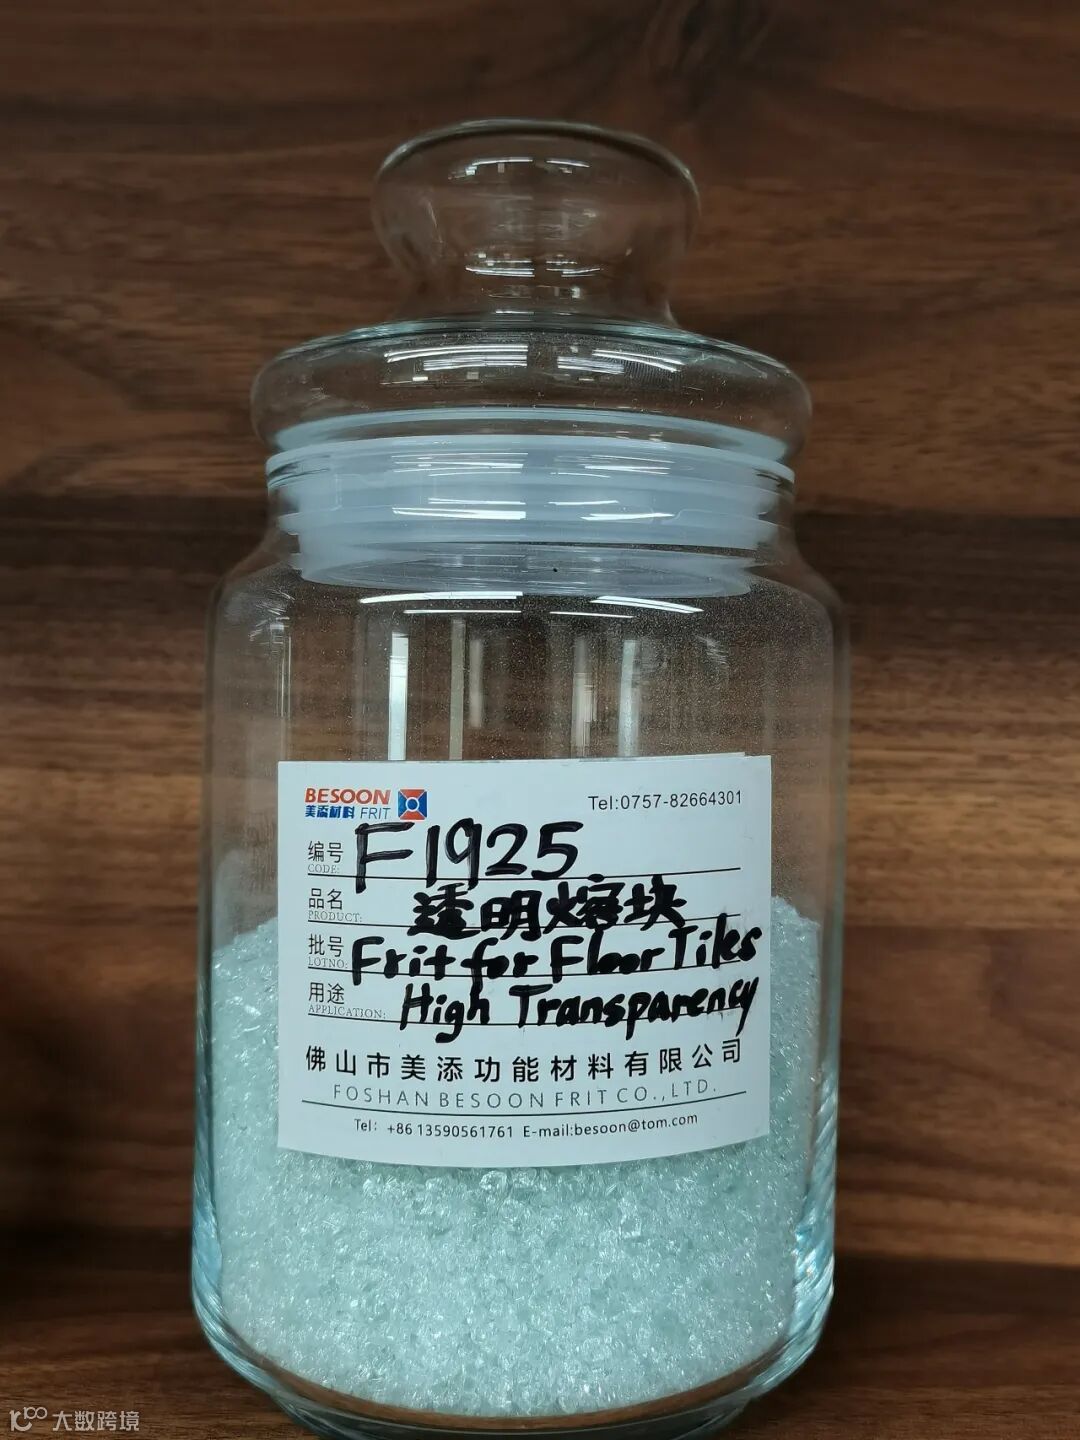 BESOON
美添材料 FRIT
Tel:0757-82664301
编号 F1925
CODE:
品名 透明熔块
PRODUCT:
批号 Frit for Floor Tiles
LOTNO:
用途 High Transparency
APPLICATION:
佛山市美添功能材料有限公司
FOSHAN BESOON FRIT CO.,LTD.
Tel: +86 13590561761 E-mail:besoon@tom.com
大数跨境